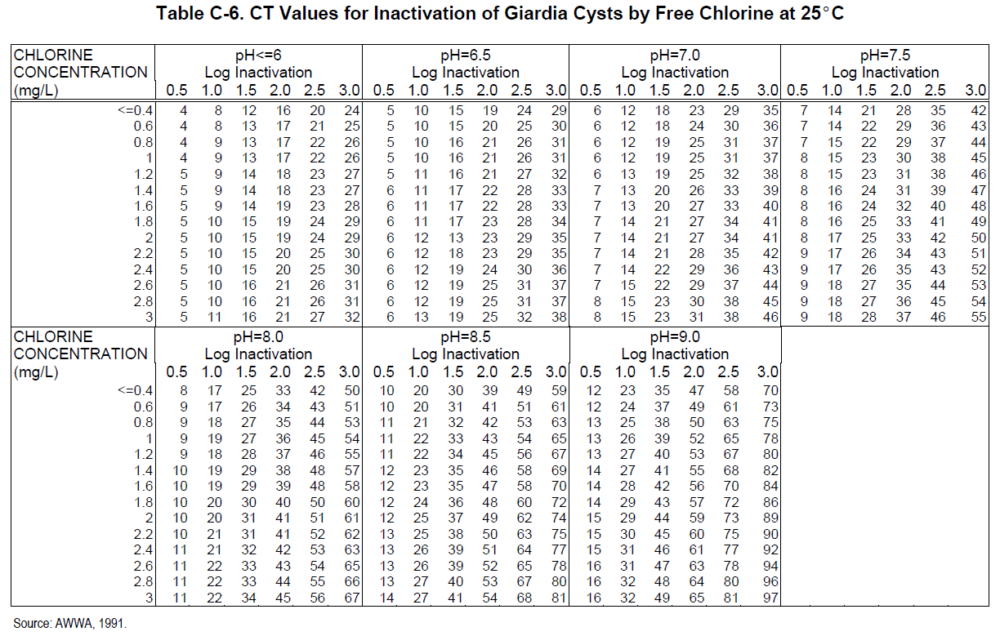 Table C-6. CT Values for Inactivation of Giardia Cysts by Free Chlorine at 25°C
CHLORINE pH<=6 pH=6.5 pH=7.0 pH=7.5
CONCENTRATION Log Inactivation Log Inactivation Log Inactivation Log Inactivation
(mg/L) 0.5 1.0 1.5 2.0 2.5 3.0 0.5 1.0 1.5 2.0 2.5 3.0 0.5 1.0 1.5 2.0 2.5 3.0 0.5 1.0 1.5 2.0 2.5 3.0
<=0.4 4 8 12 16 20 24 5 10 15 19 24 29 6 12 18 23 29 35 7 14 21 28 35 42
0.6 4 8 13 17 21 25 5 10 15 20 25 30 6 12 18 24 30 36 7 14 22 29 36 43
0.8 4 9 13 17 22 26 5 10 16 21 26 31 6 12 19 25 31 37 7 15 22 29 37 44
1 4 9 13 17 22 26 5 10 16 21 26 31 6 12 19 25 31 37 8 15 23 30 38 45
1.2 5 9 14 18 23 27 5 11 16 21 27 32 6 13 19 25 32 38 8 15 23 31 38 46
1.4 5 9 14 18 23 27 6 11 17 22 28 33 7 13 20 26 33 39 8 16 24 31 39 47
1.6 5 9 14 19 23 28 6 11 17 22 28 33 7 13 20 27 33 40 8 16 24 32 40 48
1.8 5 10 15 19 24 29 6 11 17 23 28 34 7 14 21 27 34 41 8 16 25 33 41 49
2 5 10 15 19 24 29 6 12 13 23 29 35 7 14 21 27 34 41 8 17 25 33 42 50
2.2 5 10 15 20 25 30 6 12 18 23 29 35 7 14 21 28 35 42 9 17 26 34 43 51
2.4 5 10 15 20 25 30 6 12 19 24 30 36 7 14 22 29 36 43 9 17 26 35 43 52
2.6 5 10 16 21 26 31 6 12 19 25 31 37 7 15 22 29 37 44 9 18 27 35 44 53
2.8 5 10 16 21 26 31 6 12 19 25 31 37 8 15 23 30 38 45 9 18 27 36 45 54
3 5 11 16 21 27 32 6 13 19 25 32 38 8 15 23 31 38 46 9 18 28 37 46 55
CHLORINE pH=8.0 pH=8.5 pH=9.0
CONCENTRATION Log Inactivation Log Inactivation Log Inactivation
(mg/L) 0.5 1.0 1.5 2.0 2.5 3.0 0.5 1.0 1.5 2.0 2.5 3.0 0.5 1.0 1.5 2.0 2.5 3.0
<=0.4 8 17 25 33 42 50 10 20 30 39 49 59 12 23 35 47 58 70
0.6 9 17 26 34 43 51 10 20 31 41 51 61 12 24 37 49 61 73
0.8 9 18 27 35 44 53 11 21 32 42 53 63 13 25 38 50 63 75
1 9 19 27 36 45 54 11 22 33 43 54 65 13 26 39 52 65 78
1.2 9 18 28 37 46 55 11 22 34 45 56 67 13 27 40 53 67 80
1.4 10 19 29 38 48 57 12 23 35 46 58 69 14 27 41 55 68 82
1.6 10 19 29 39 48 58 12 23 35 47 58 70 14 28 42 56 70 84
1.8 10 20 30 40 50 60 12 24 36 48 60 72 14 29 43 57 72 86
2 10 20 31 41 51 61 12 25 37 49 62 74 15 29 44 59 73 89
2.2 10 21 31 41 52 62 13 25 38 50 63 75 15 30 45 60 75 90
2.4 11 21 32 42 53 63 13 26 39 51 64 77 15 31 46 61 77 92
2.6 11 22 33 43 54 65 13 26 39 52 65 78 16 31 47 63 78 94
2.8 11 22 33 44 55 66 13 27 40 53 67 80 16 32 48 64 80 96
3 11 22 34 45 56 67 14 27 41 54 68 81 16 32 49 65 81 97
Source: AWWA, 1991.